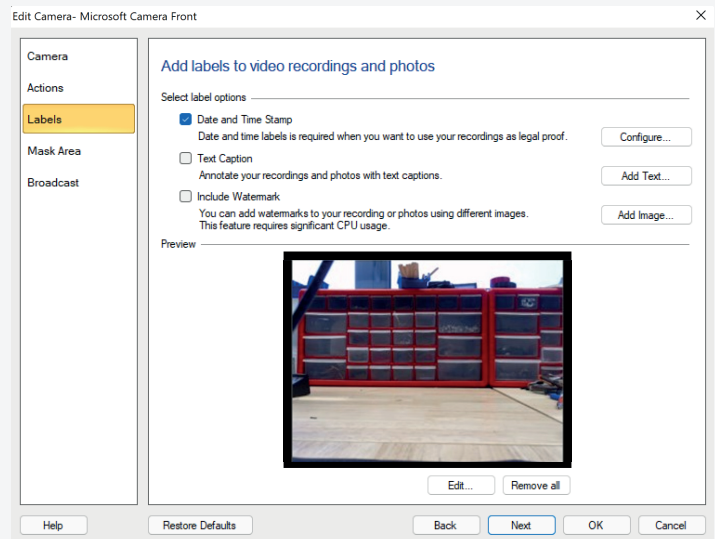 Edit Camera- Microsoft Camera Front
Camera
Actions
Labels
Mask Area
Broadcast
Add labels to video recordings and photos
Select label options
Date and Time Stamp
Date and time labels is required when you want to use your recordings as legal proof.
Configure...
Text Caption
Annotate your recordings and photos with text captions.
Add Text...
Include Watermark
You can add watermarks to your recording or photos using different images.
This feature requires significant CPU usage.
Add Image...
Preview
Edit...
Remove all
Help
Restore Defaults
Back
Next
OK
Cancel